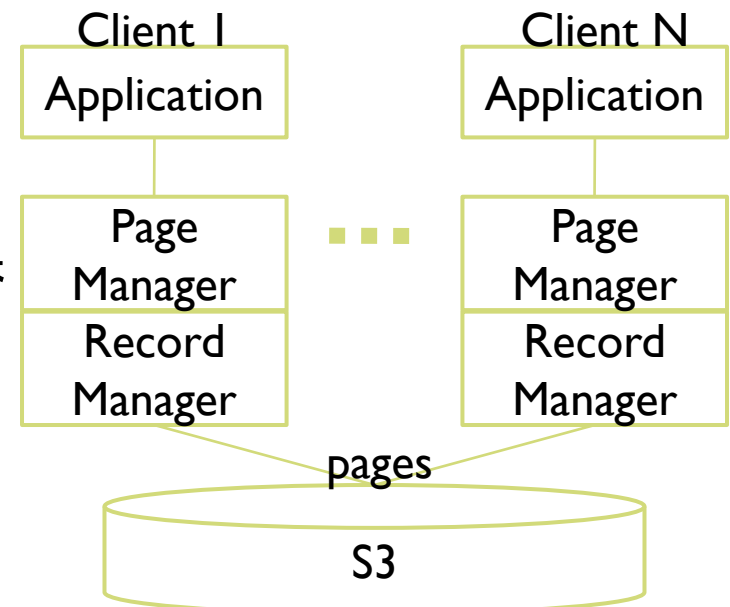 Client 1 Client N
Application Application
Page Page
Manager Manager
Record Record
Manager Manager
pages
S3